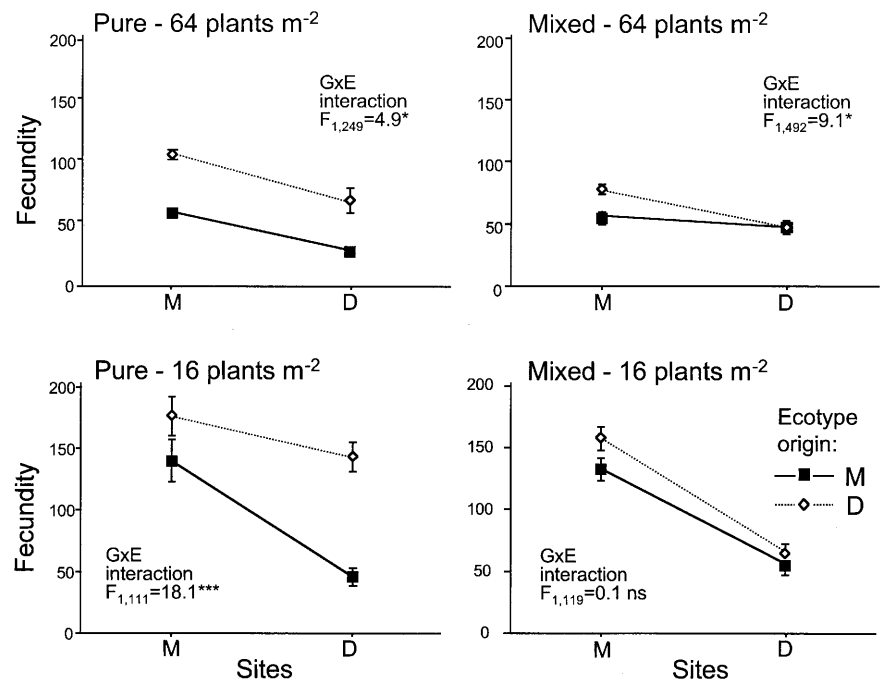 Pure - 64 plants m-2
200
150
100
50
0
Fecundity
GxE
interaction
F1,249=4.9*
M
D
Mixed - 64 plants m-2
200
150
100
50
0
GxE
interaction
F1,492=9.1*
M
D
Pure - 16 plants m-2
200
150
100
50
0
Fecundity
GxE
interaction
F1,111=18.1***
M
D
Sites
Mixed - 16 plants m-2
200
150
100
50
0
Ecotype
origin:
M
D
GxE
interaction
F1,119=0.1 ns
M
D
Sites